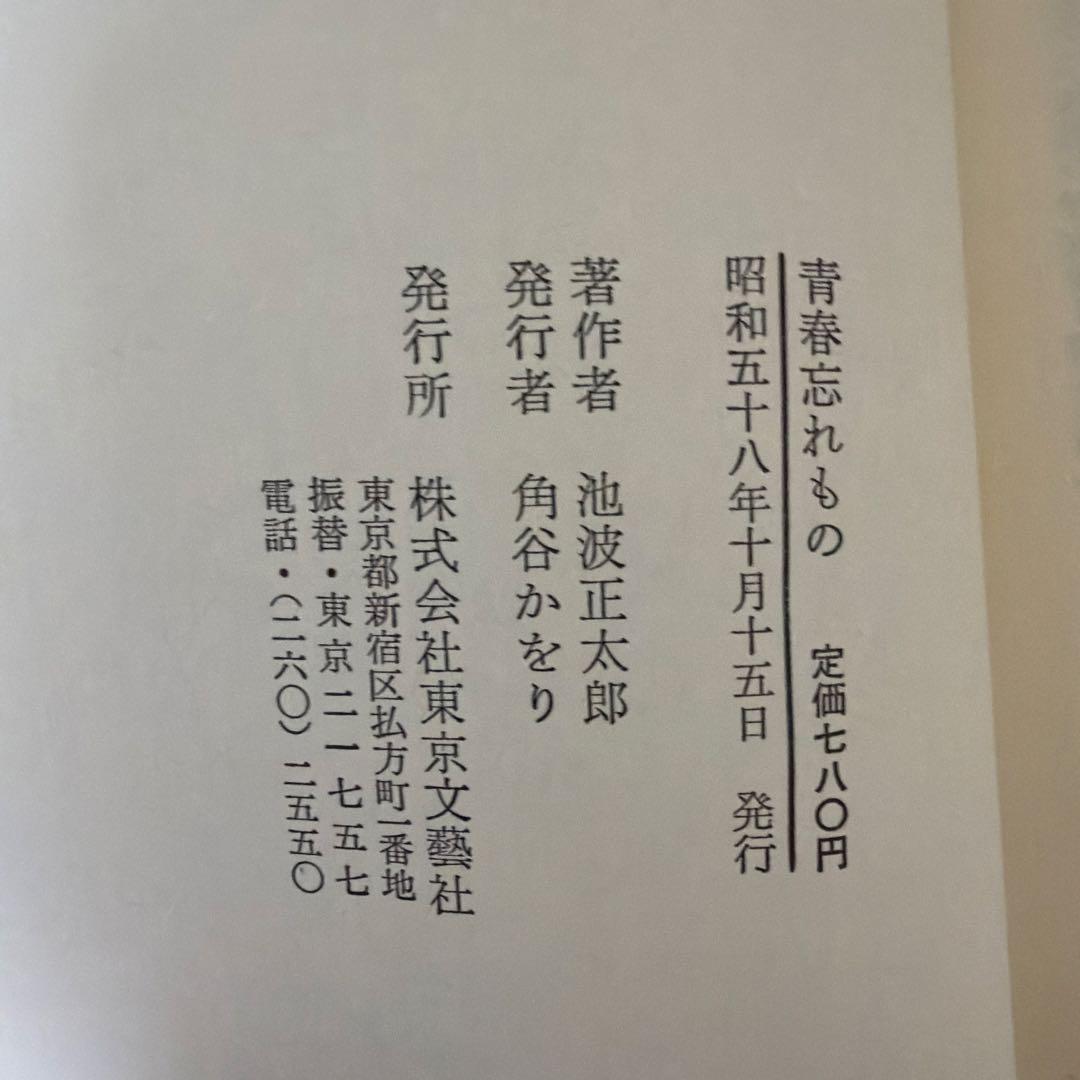 青春忘れもの　定価七八〇円
昭和五十八年十月十五日　発行
著作者　池波正太郎
発行者　角谷かをり
発行所　株式会社東京文藝社
東京都新宿区払方町一番地
振替・東京二一七五五七
電話・（二六〇）二五五〇